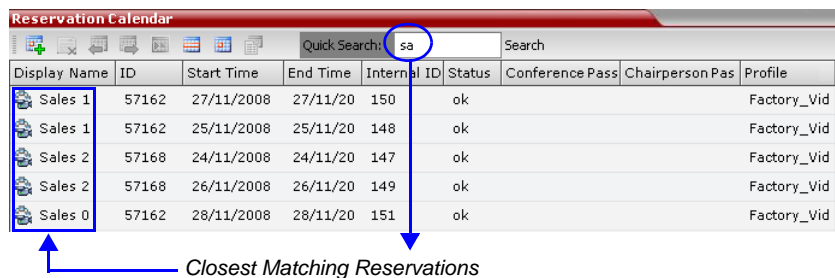 Reservation Calendar
Quick Search: sa Search
Display Name ID Start Time End Time Internal ID Status Conference Pass Chairperson Pas Profile
Sales 1 57162 27/11/2008 27/11/20 150 ok Factory_Vid
Sales 1 57162 25/11/2008 25/11/20 148 ok Factory_Vid
Sales 2 57168 24/11/2008 24/11/20 147 ok Factory_Vid
Sales 2 57168 26/11/2008 26/11/20 149 ok Factory_Vid
Sales 0 57162 28/11/2008 28/11/20 151 ok Factory_Vid
Closest Matching Reservations